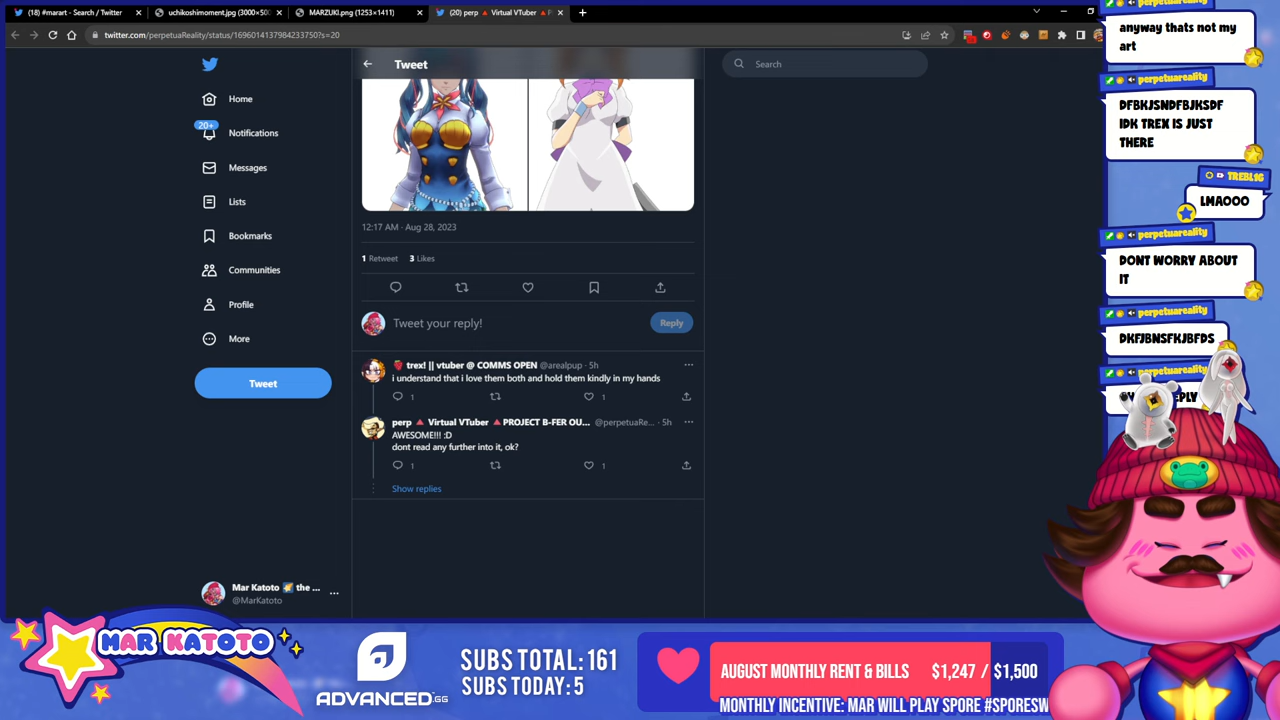 (18) #marart - Search / Twitter
uchikoshimoment.jpg (3000×50
MARZUKI.png (1253×1411)
(20) perp 🔺 Virtual VTuber 🔺 P
twitter.com/perpetuaReality/status/1696014137984233750?s=20
Tweet
Search
Home
20+
Notifications
Messages
Lists
Bookmarks
Communities
Profile
More
Tweet
12:17 AM · Aug 28, 2023
1 Retweet 3 Likes
Tweet your reply!
Reply
trex! || vtuber @ COMMS OPEN @arealpup · 5h
i understand that i love them both and hold them kindly in my hands
1 1
perp 🔺 Virtual VTuber 🔺PROJECT B-FER OU... @perpetuaRe... · 5h
AWESOME!!! :D
dont read any further into it, ok?
1 1
Show replies
Mar Katoto 🌠 the ...
@MarKatoto
perpetuareality
anyway thats not my
art
perpetuareality
DFBKJSNDFBJKSDF
IDK TREX IS JUST
THERE
TREBL1G
LMAOOO
perpetuareality
DONT WORRY ABOUT
IT
perpetuareality
DKFJBNSFKJBFDS
MAR KATOTO
ADVANCED.GG
SUBS TOTAL: 161
SUBS TODAY: 5
AUGUST MONTHLY RENT & BILLS $1,247 / $1,500
MONTHLY INCENTIVE: MAR WILL PLAY SPORE #SPORESW